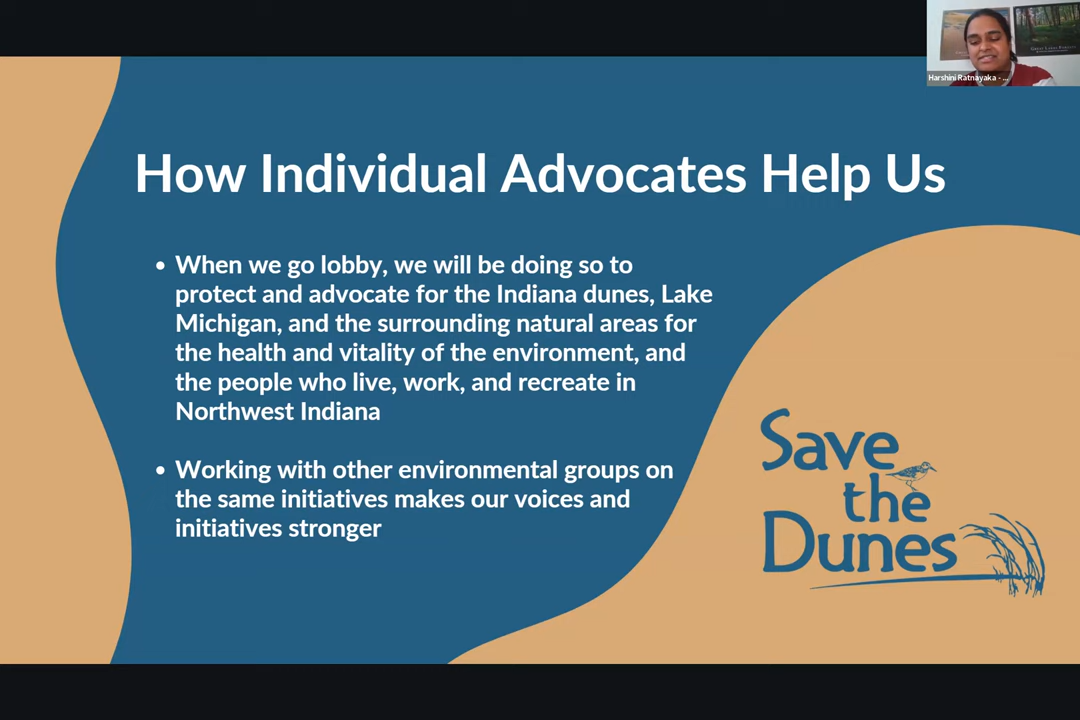 Harshini Ratnayaka - ...
How Individual Advocates Help Us
• When we go lobby, we will be doing so to
protect and advocate for the Indiana dunes, Lake
Michigan, and the surrounding natural areas for
the health and vitality of the environment, and
the people who live, work, and recreate in
Northwest Indiana
• Working with other environmental groups on
the same initiatives makes our voices and
initiatives stronger
Save
the
Dunes